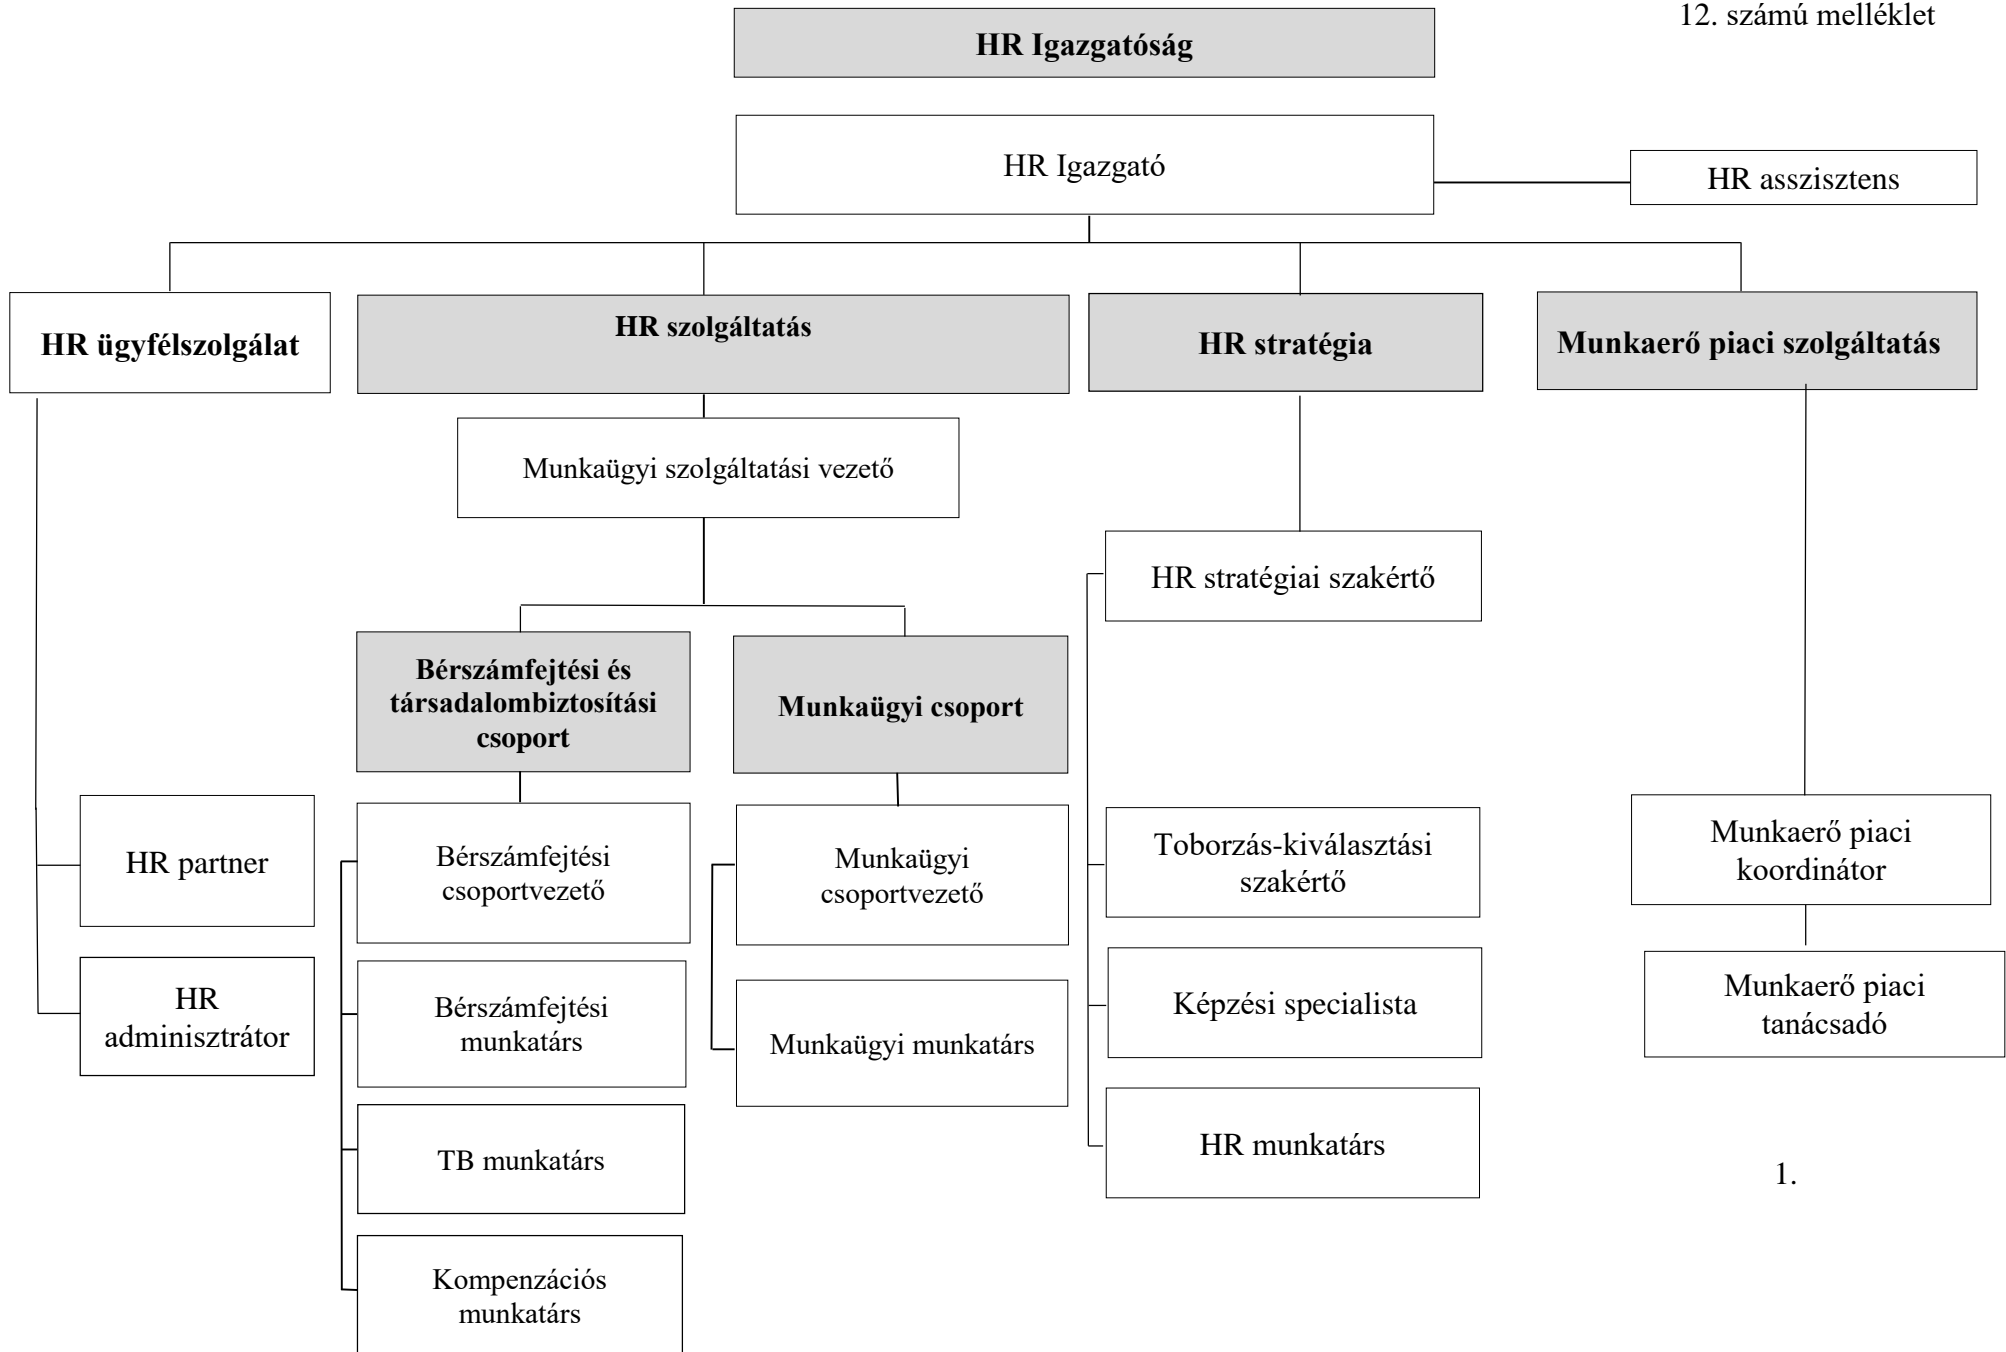 12. számú melléklet
HR Igazgatóság
HR Igazgató
HR asszisztens
HR ügyfélszolgálat
HR szolgáltatás
HR stratégia
Munkaerő piaci szolgáltatás
Munkaügyi szolgáltatási vezető
HR stratégiai szakértő
Bérszámfejtési és
társadalombiztosítási
csoport
Munkaügyi csoport
HR partner
HR
adminisztrátor
Bérszámfejtési
csoportvezető
Bérszámfejtési
munkatárs
TB munkatárs
Kompenzációs
munkatárs
Munkaügyi
csoportvezető
Munkaügyi munkatárs
Toborzás-kiválasztási
szakértő
Képzési specialista
HR munkatárs
Munkaerő piaci
koordinátor
Munkaerő piaci
tanácsadó
1.